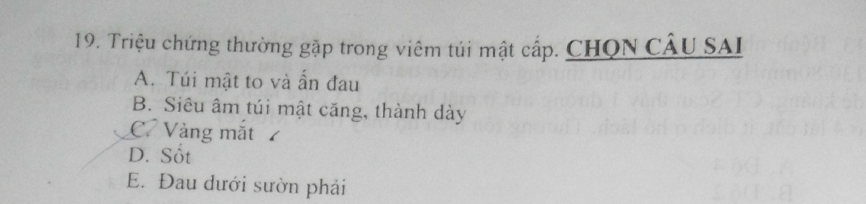 19. Triệu chứng thường gặp trong viêm túi mật cấp. CHỌN CÂU SAI
A. Túi mật to và ấn đau
B. Siêu âm túi mật căng, thành dày
C. Vàng mắt
D. Sốt
E. Đau dưới sườn phải